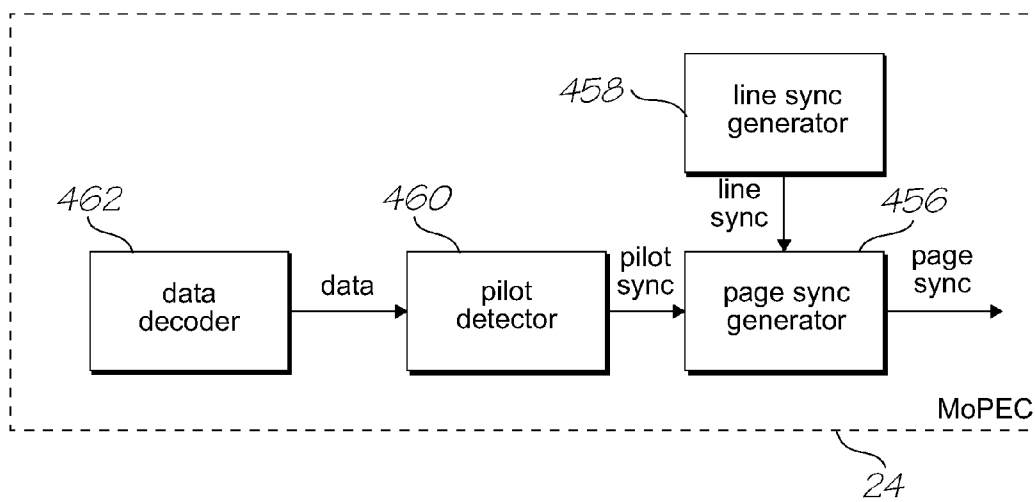 458
line sync
generator
line
sync
462
460
456
data
decoder
data
pilot
detector
pilot
sync
page sync
generator
page
sync
MoPEC
24